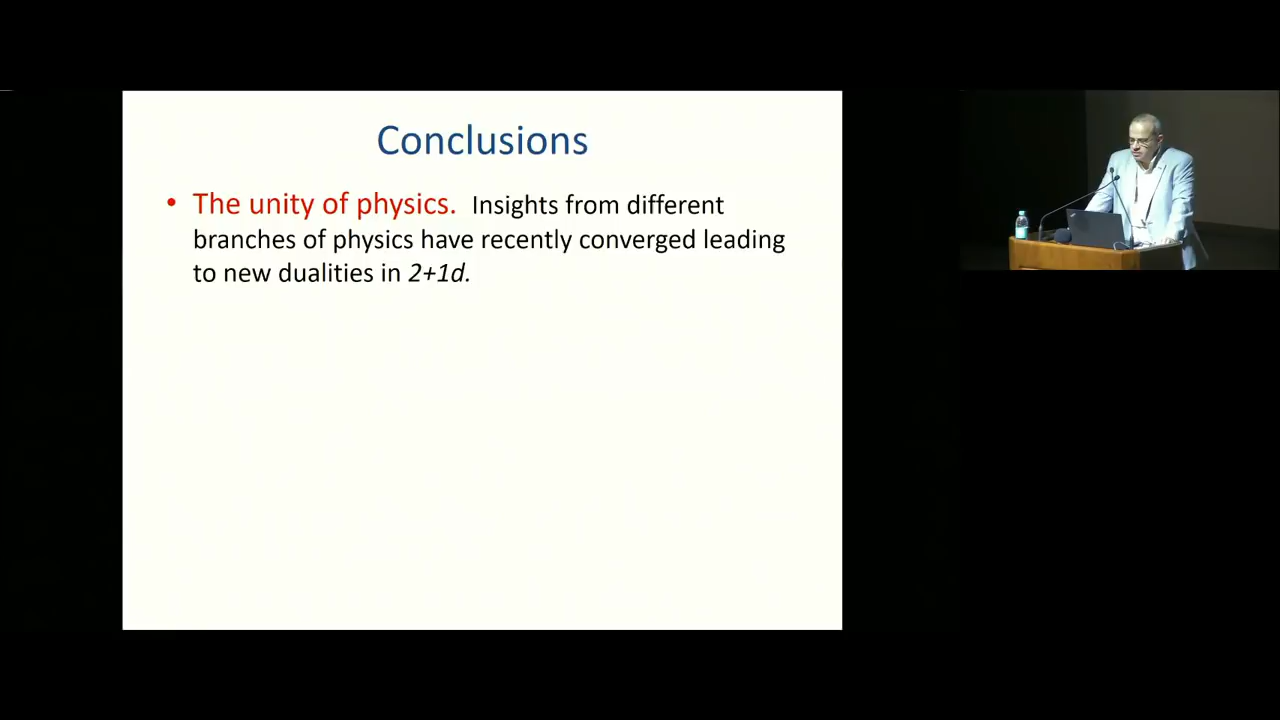 Conclusions
• The unity of physics. Insights from different
branches of physics have recently converged leading
to new dualities in 2+1d.